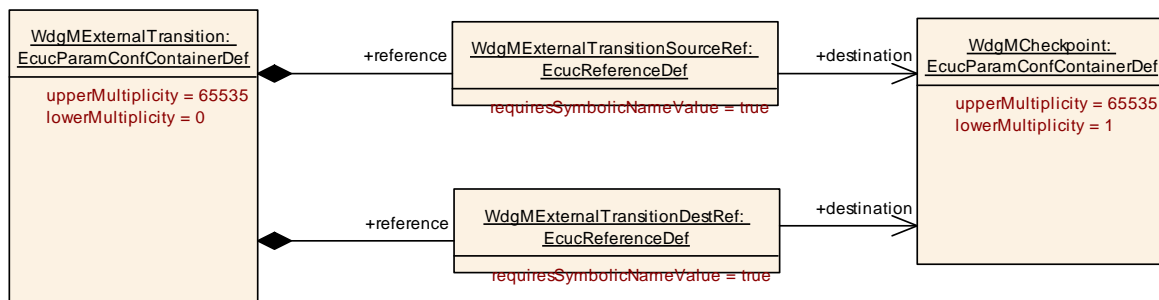 WdgMExternalTransition:
EcucParamConfContainerDef
upperMultiplicity = 65535
lowerMultiplicity = 0
+reference
WdgMExternalTransitionSourceRef:
EcucReferenceDef
requiresSymbolicNameValue = true
+destination
WdgMCheckpoint:
EcucParamConfContainerDef
upperMultiplicity = 65535
lowerMultiplicity = 1
+reference
WdgMExternalTransitionDestRef:
EcucReferenceDef
requiresSymbolicNameValue = true
+destination